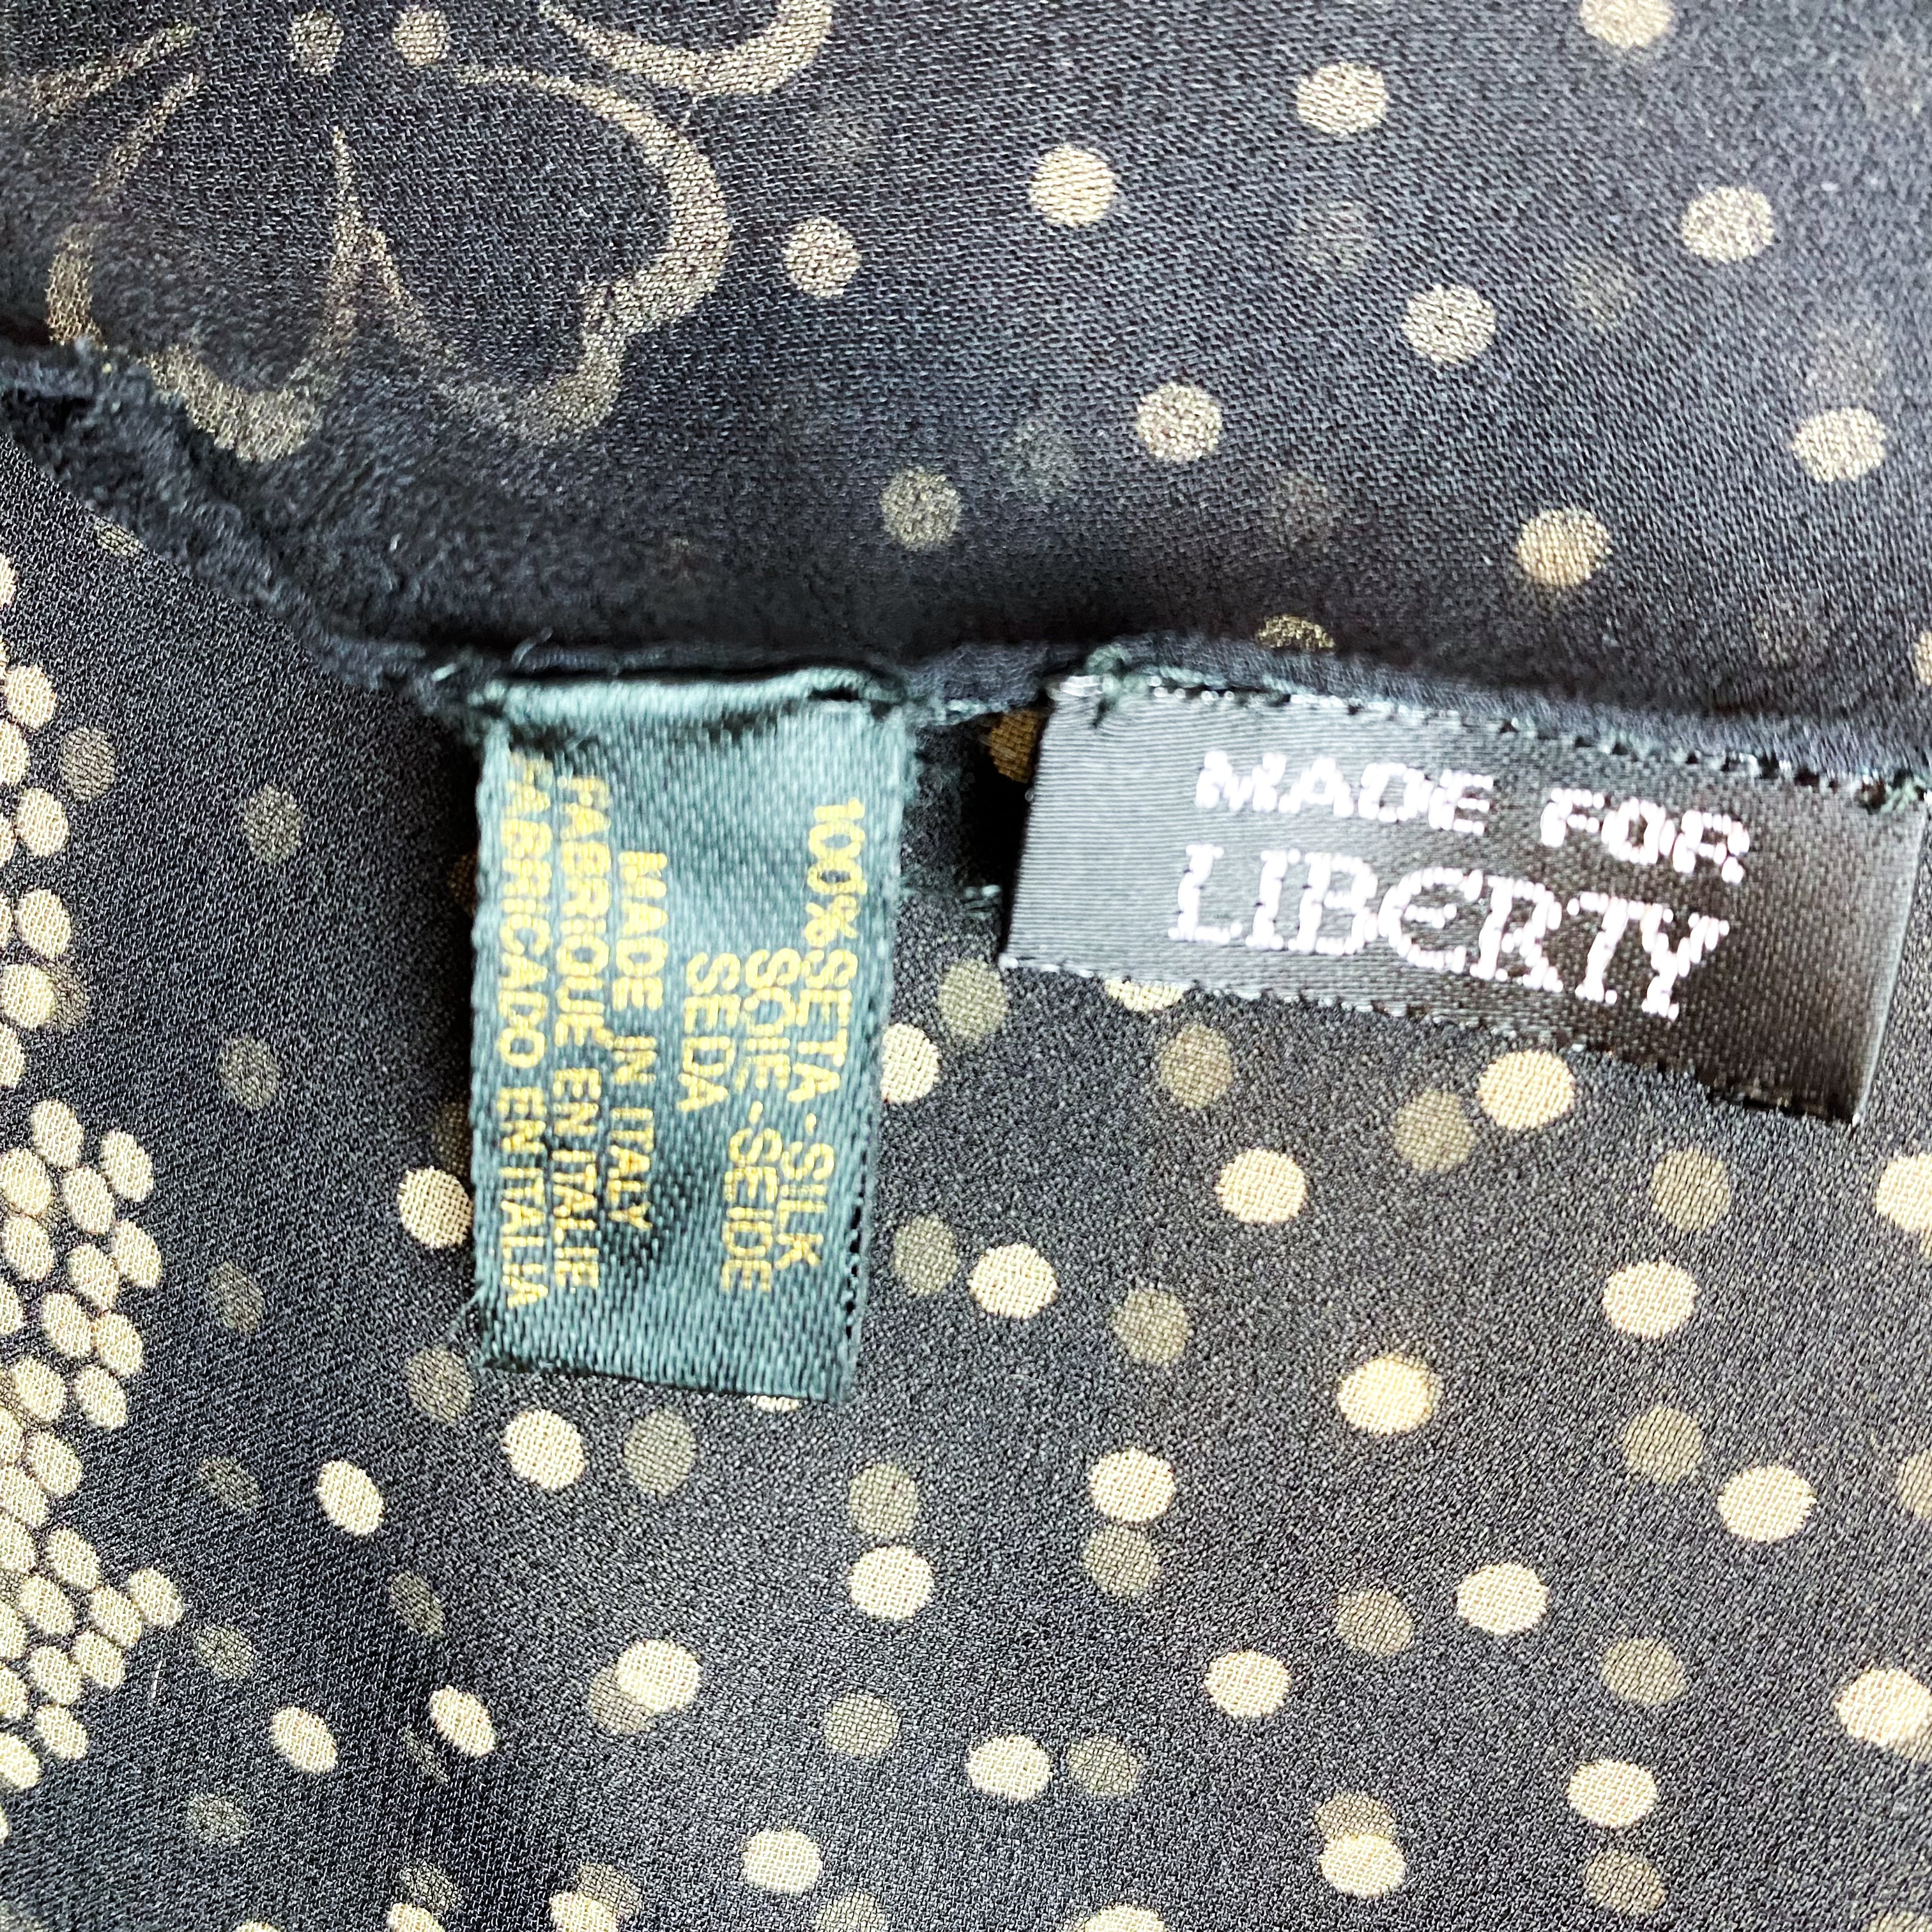 100% SETA - SILK
SOIE - SEIDE
SEDA
MADE IN ITALY
FABRIQUE EN ITALIE
FABRICADO EN ITALIA
MADE FOR
LIBERTY